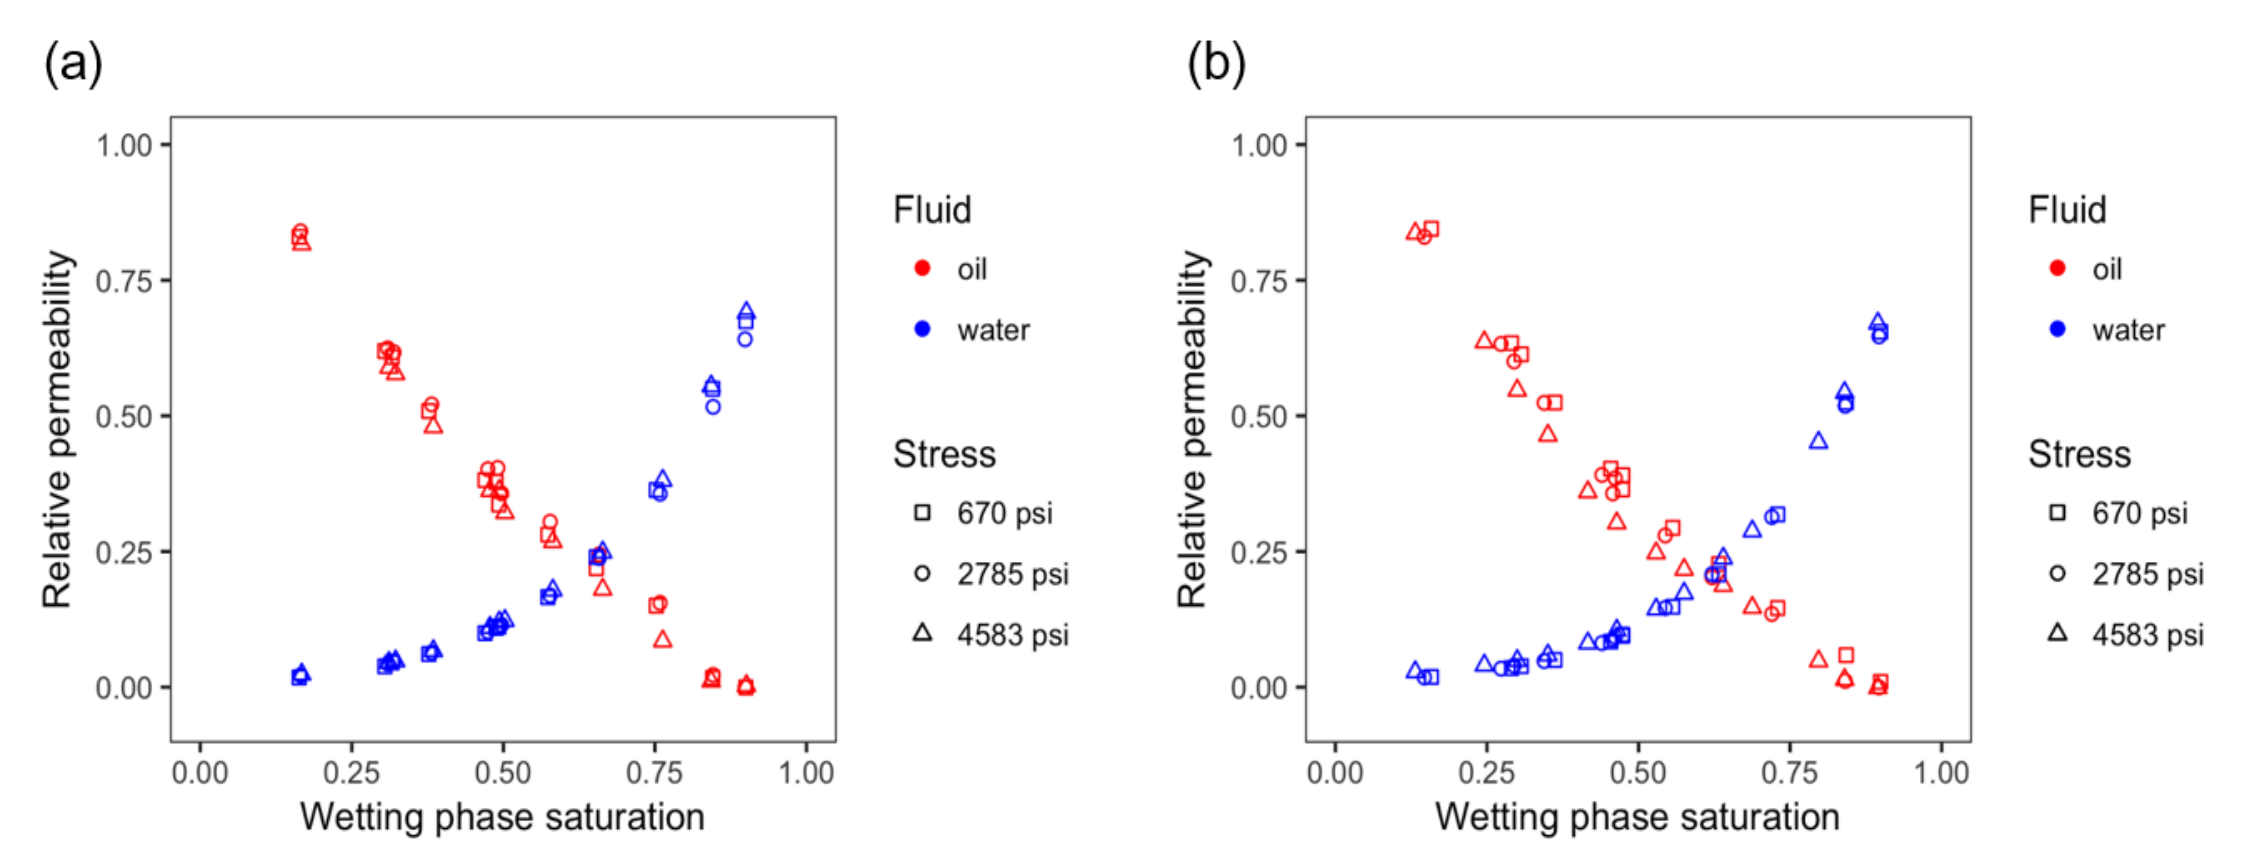 (a)
1.00
0.75
0.50
0.25
0.00
Relative permeability
0.00 0.25 0.50 0.75 1.00
Wetting phase saturation
Fluid
oil
water
Stress
670 psi
2785 psi
4583 psi
(b)
1.00
0.75
0.50
0.25
0.00
Relative permeability
0.00 0.25 0.50 0.75 1.00
Wetting phase saturation
Fluid
oil
water
Stress
670 psi
2785 psi
4583 psi